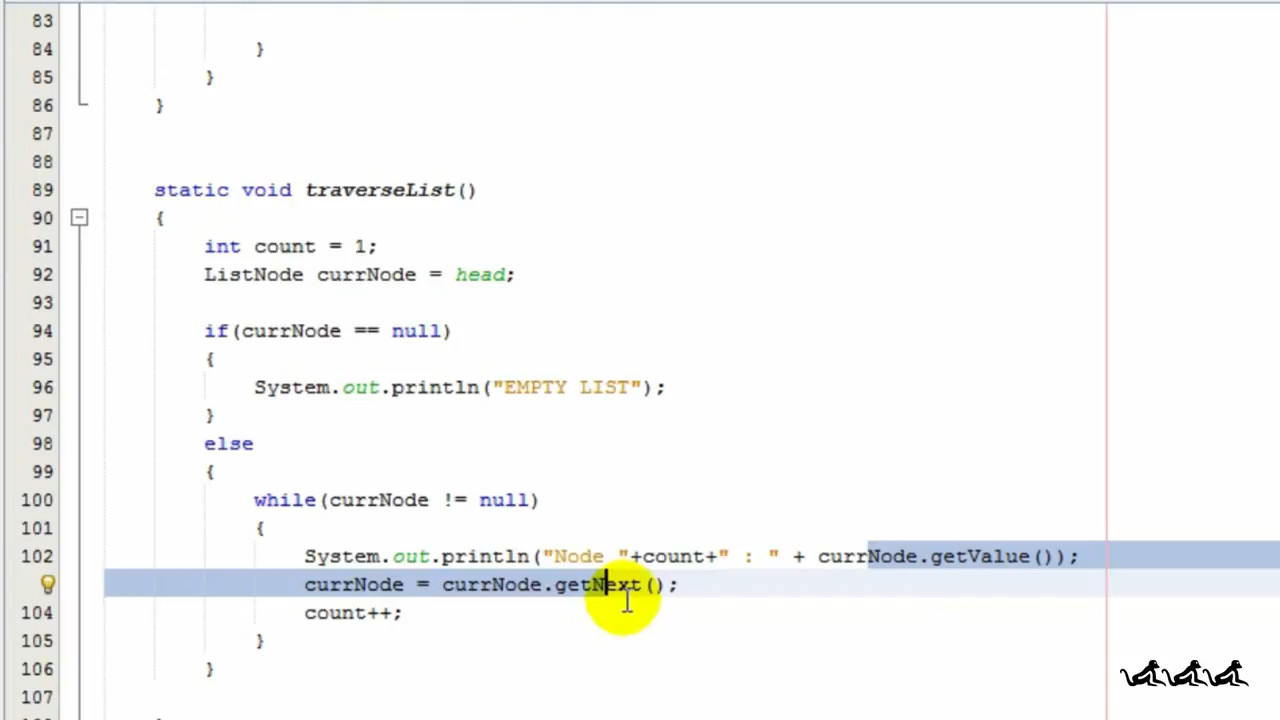 83
84 }
85 }
86 }
87
88
89 static void traverseList()
90 {
91 int count = 1;
92 ListNode currNode = head;
93
94 if(currNode == null)
95 {
96 System.out.println("EMPTY LIST");
97 }
98 else
99 {
100 while(currNode != null)
101 {
102 System.out.println("Node "+count+" : " + currNode.getValue());
currNode = currNode.getNext();
104 count++;
105 }
106 }
107